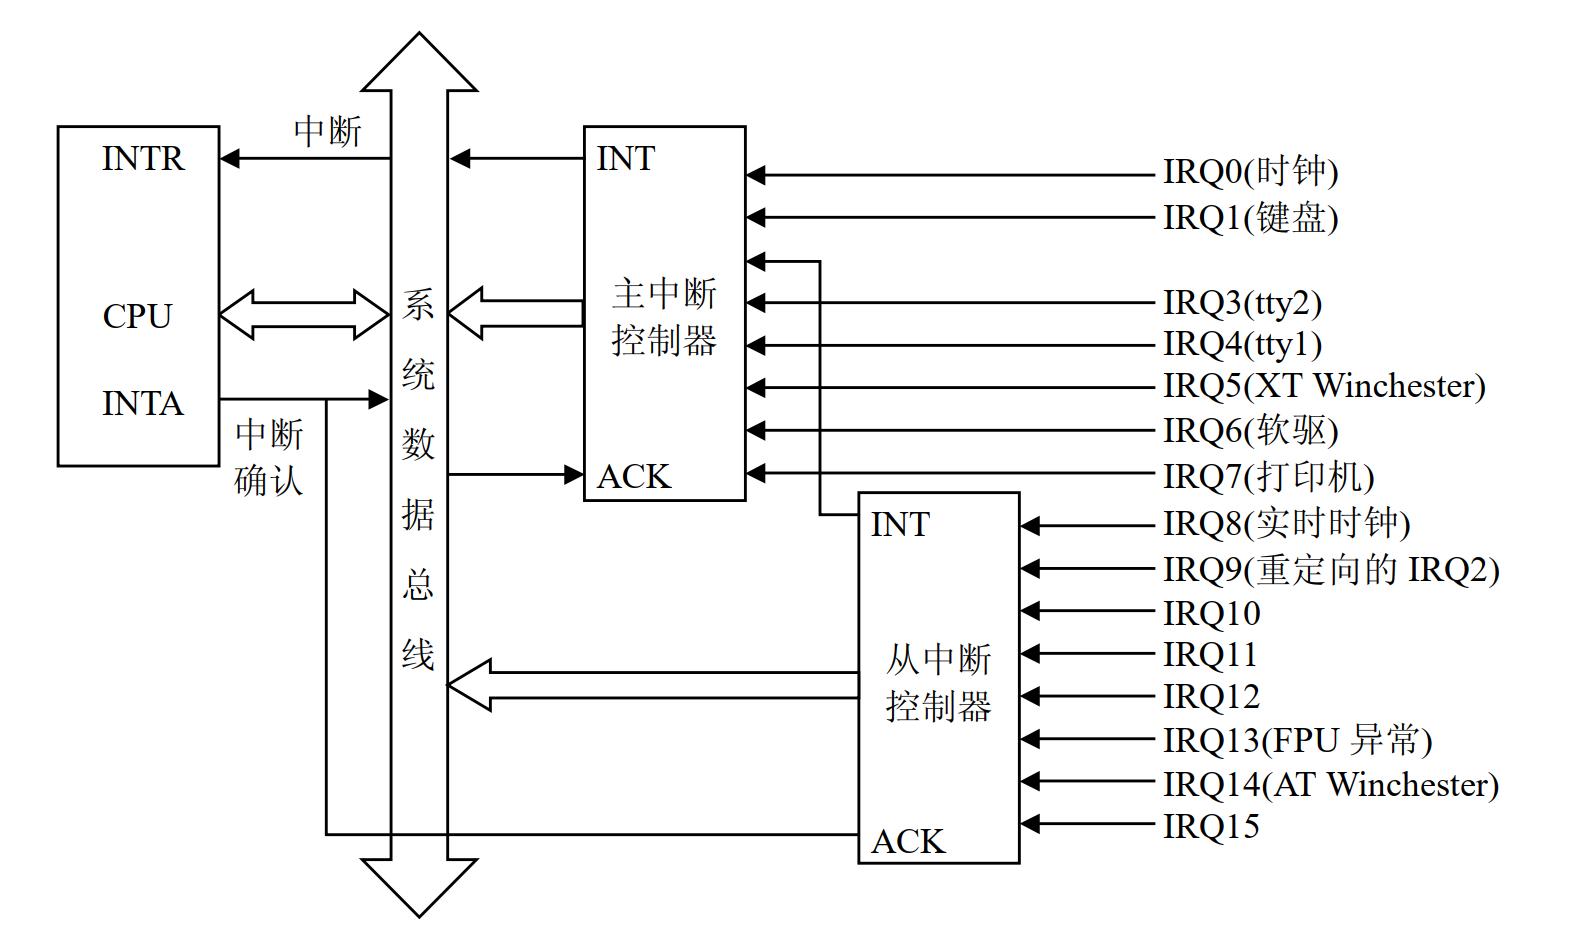 中断
INTR
CPU
INTA
中断
确认
系
统
数
据
总
线
INT
主中断
控制器
ACK
INT
从中断
控制器
ACK
IRQ0(时钟)
IRQ1(键盘)
IRQ3(tty2)
IRQ4(tty1)
IRQ5(XT Winchester)
IRQ6(软驱)
IRQ7(打印机)
IRQ8(实时时钟)
IRQ9(重定向的 IRQ2)
IRQ10
IRQ11
IRQ12
IRQ13(FPU 异常)
IRQ14(AT Winchester)
IRQ15